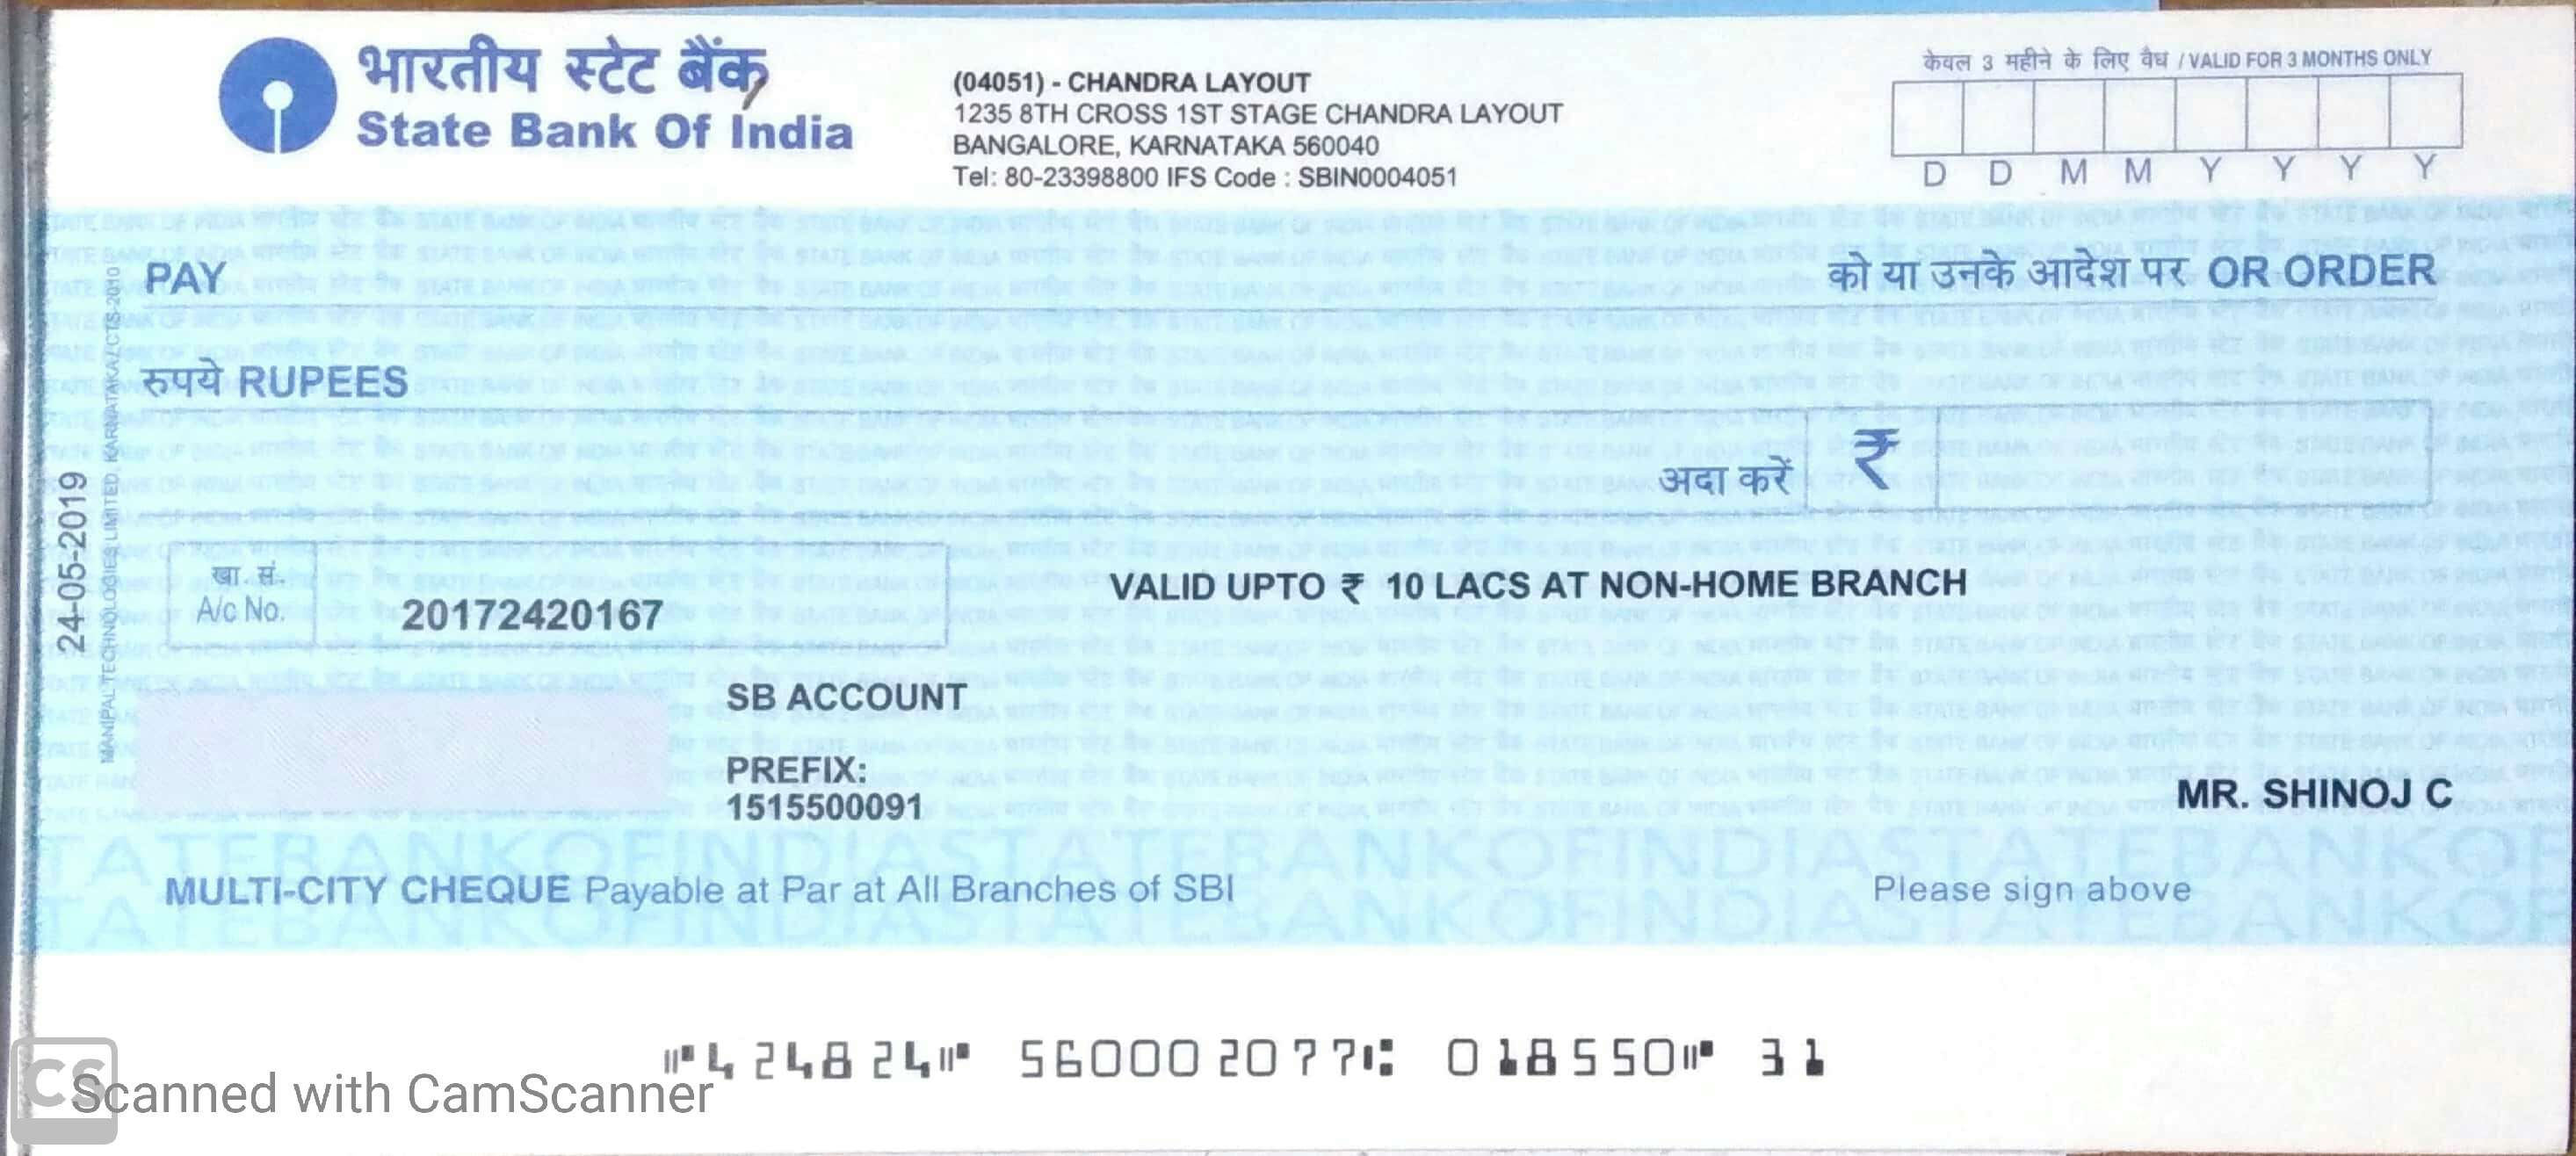 भारतीय स्टेट बैंक
State Bank Of India
(04051) - CHANDRA LAYOUT
1235 8TH CROSS 1ST STAGE CHANDRA LAYOUT
BANGALORE, KARNATAKA 560040
Tel: 80-23398800 IFS Code : SBIN0004051
केवल 3 महीने के लिए वैध / VALID FOR 3 MONTHS ONLY
D D M M Y Y Y Y
PAY
को या उनके आदेश पर OR ORDER
रुपये RUPEES
अदा करें ₹
खा सं.
A/c No.
20172420167
VALID UPTO ₹ 10 LACS AT NON-HOME BRANCH
SB ACCOUNT
PREFIX:
1515500091
MR. SHINOJ C
MULTI-CITY CHEQUE Payable at Par at All Branches of SBI
Please sign above
24-05-2019
TECHNOLOGIES LIMITED, KARNATAKA/CTS-2010
⑈424824⑈ 560002077⑆ 018550⑈ 31
CS
Scanned with CamScanner